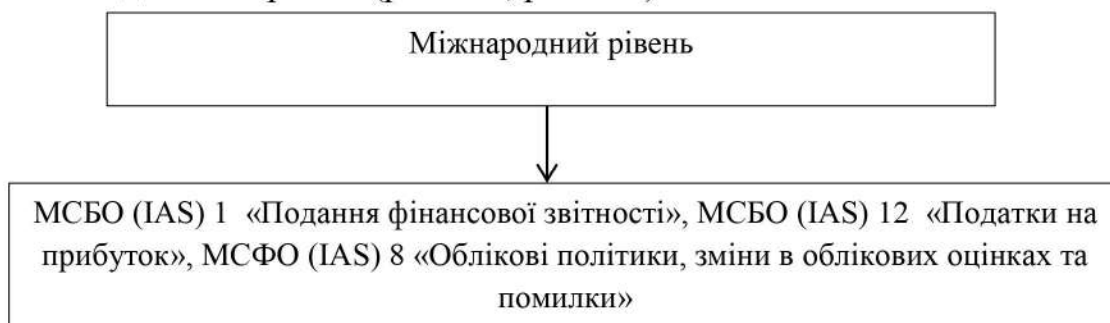 Міжнародний рівень
МСБО (IAS) 1 «Подання фінансової звітності», МСБО (IAS) 12 «Податки на
прибуток», МСФО (IAS) 8 «Облікові політики, зміни в облікових оцінках та
помилки»